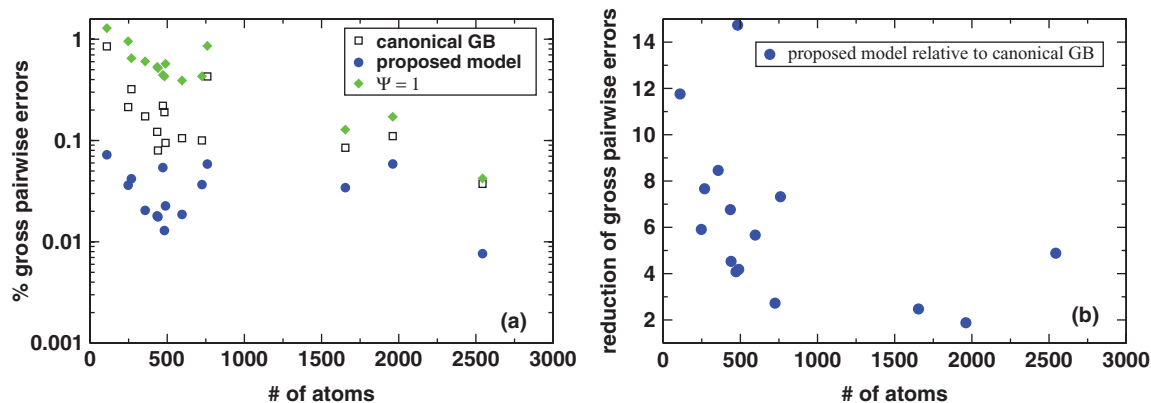 1
0.1
0.01
0.001
% gross pairwise errors
canonical GB
proposed model
Ψ = 1
(a)
0 500 1000 1500 2000 2500 3000
# of atoms
14
12
10
8
6
4
2
reduction of gross pairwise errors
proposed model relative to canonical GB
(b)
0 500 1000 1500 2000 2500 3000
# of atoms